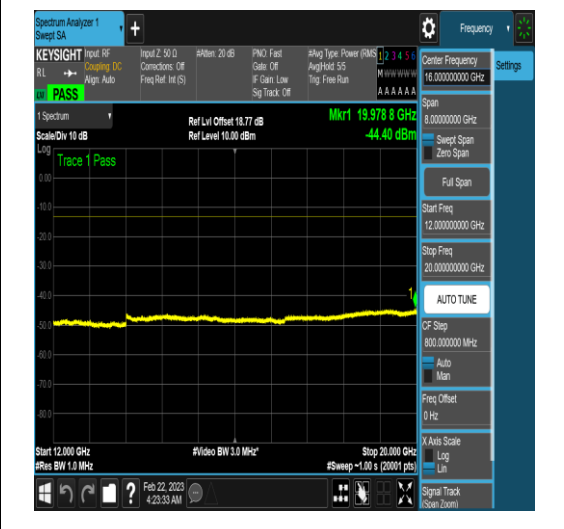 Spectrum Analyzer 1
Swept SA
Frequency
KEYSIGHT
RL
PASS
Input: RF
Coupling: DC
Align: Auto
Input Z: 50 Ω
Corrections: Off
Freq Ref: Int (S)
#Atten: 20 dB
PNO: Fast
Gate: Off
IF Gain: Low
Sig Track: Off
#Avg Type: Power (RMS)
Avg|Hold: 5/5
Trig: Free Run
1 2 3 4 5 6
M w w w w w
A A A A A A
1 Spectrum
Scale/Div 10 dB
Ref Lvl Offset 18.77 dB
Ref Level 10.00 dBm
Mkr1 19.978 8 GHz
-44.40 dBm
Log
Trace 1 Pass
0.00
-10.0
-20.0
-30.0
-40.0
-50.0
-60.0
-70.0
-80.0
1
Start 12.000 GHz
#Res BW 1.0 MHz
#Video BW 3.0 MHz*
Stop 20.000 GHz
#Sweep ~1.00 s (20001 pts)
Feb 22, 2023
4:23:33 AM
Center Frequency
16.000000000 GHz
Settings
Span
8.00000000 GHz
Swept Span
Zero Span
Full Span
Start Freq
12.000000000 GHz
Stop Freq
20.000000000 GHz
AUTO TUNE
CF Step
800.000000 MHz
Auto
Man
Freq Offset
0 Hz
X Axis Scale
Log
Lin
Signal Track
(Span Zoom)